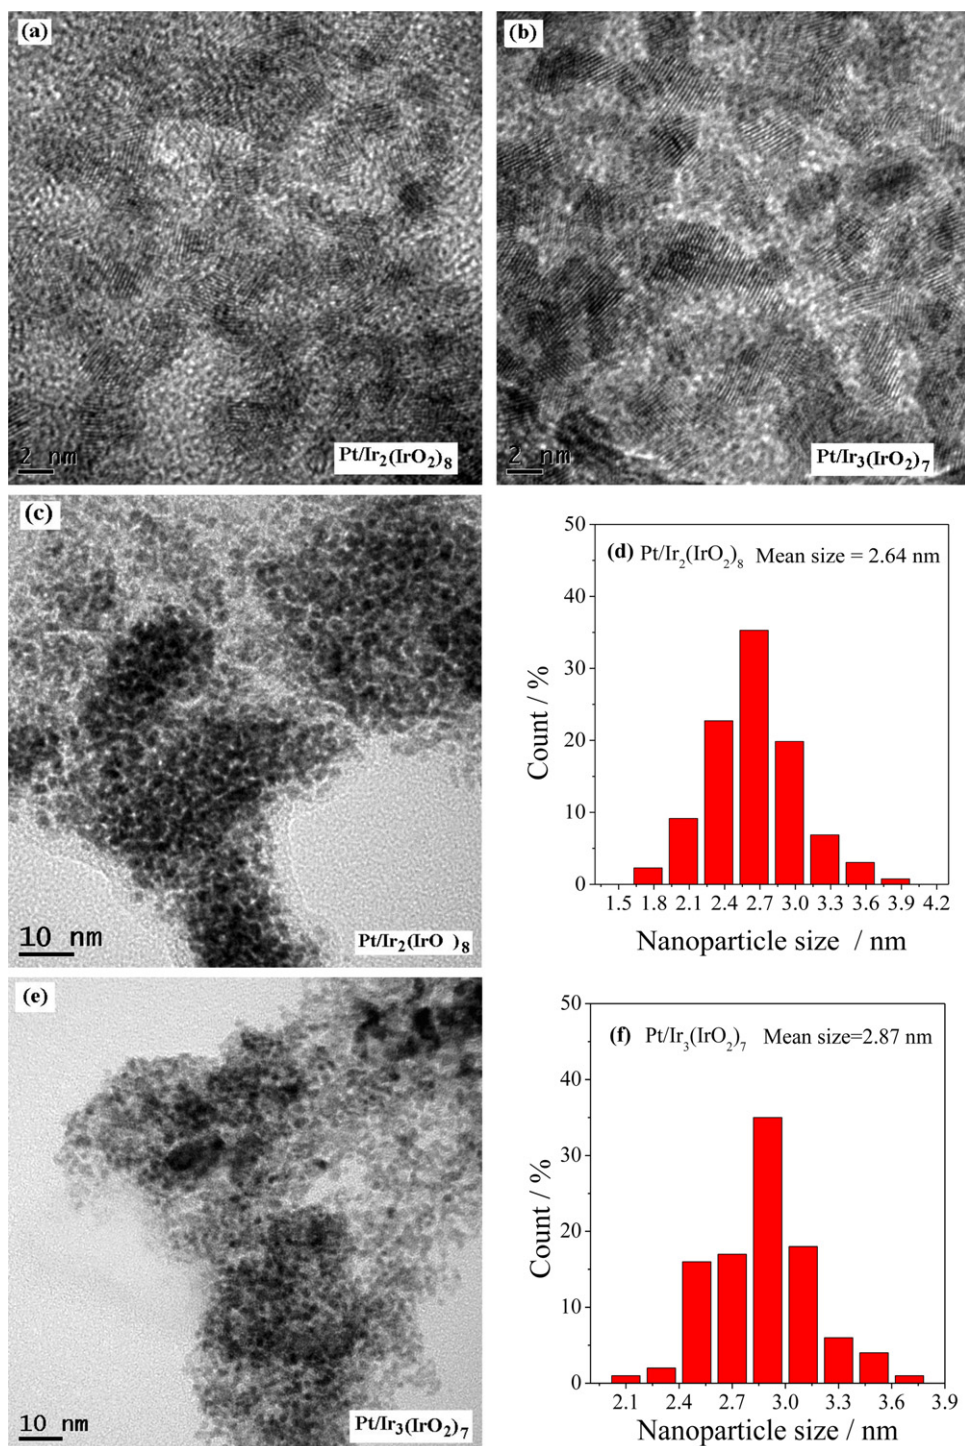 (a)
2 nm
Pt/Ir₂(IrO₂)₈
(b)
2 nm
Pt/Ir₃(IrO₂)₇
(c)
10 nm
Pt/Ir₂(IrO )₈
(d) Pt/Ir₂(IrO₂)₈ Mean size = 2.64 nm
Count / %
50
40
30
20
10
0
1.5 1.8 2.1 2.4 2.7 3.0 3.3 3.6 3.9 4.2
Nanoparticle size / nm
(e)
10 nm
Pt/Ir₃(IrO₂)₇
(f) Pt/Ir₃(IrO₂)₇ Mean size=2.87 nm
Count / %
50
40
30
20
10
0
2.1 2.4 2.7 3.0 3.3 3.6 3.9
Nanoparticle size / nm